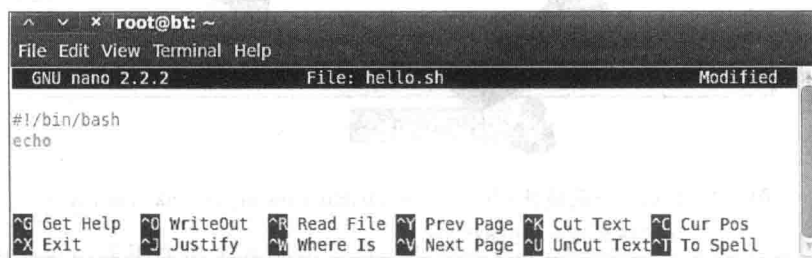 ^ v × root@bt: ~
File Edit View Terminal Help
GNU nano 2.2.2 File: hello.sh Modified
#!/bin/bash
echo
^G Get Help ^O WriteOut ^R Read File ^Y Prev Page ^K Cut Text ^C Cur Pos
^X Exit ^J Justify ^W Where Is ^V Next Page ^U UnCut Text ^T To Spell